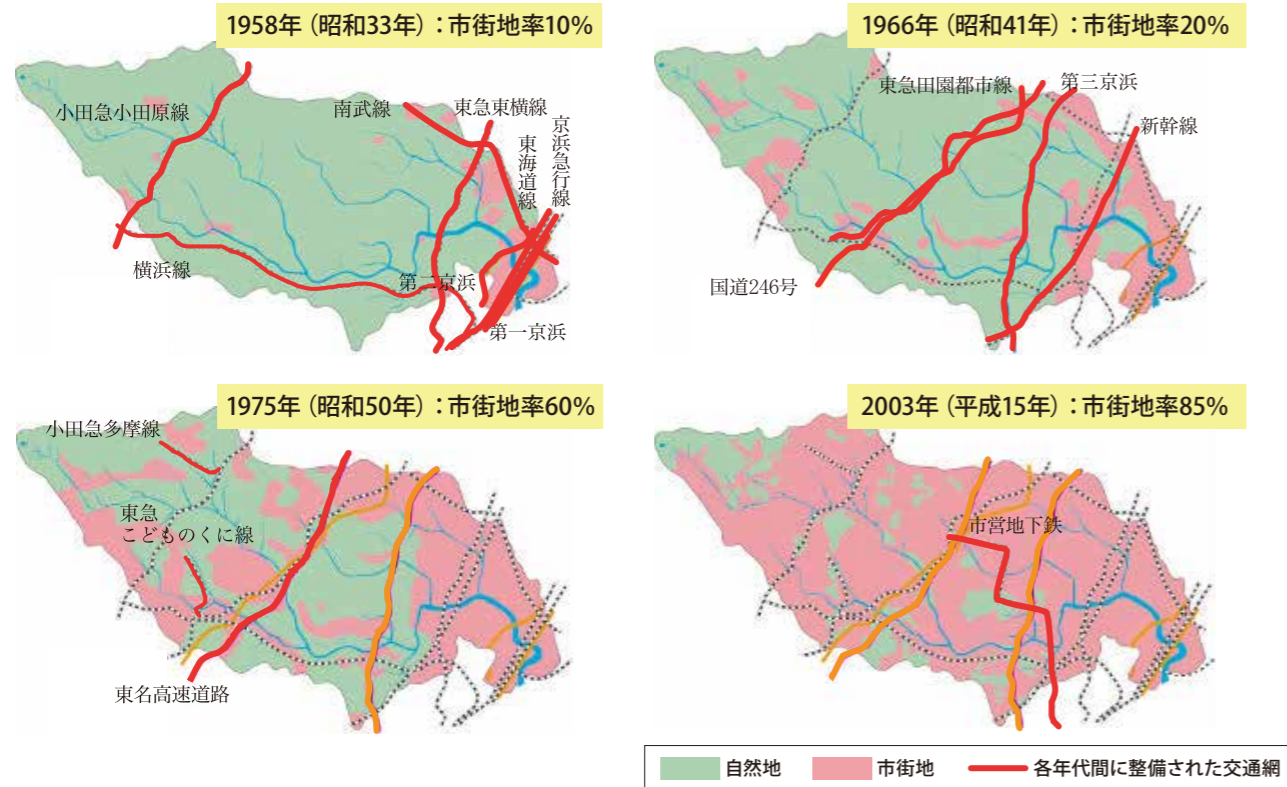 1958年（昭和33年）：市街地率10%
小田急小田原線
南武線
東急東横線
京浜急行線
東海道線
横浜線
第二京浜
第一京浜
1966年（昭和41年）：市街地率20%
東急田園都市線
第三京浜
新幹線
国道246号
1975年（昭和50年）：市街地率60%
小田急多摩線
東急
こどものくに線
東名高速道路
2003年（平成15年）：市街地率85%
市営地下鉄
自然地
市街地
各年代間に整備された交通網